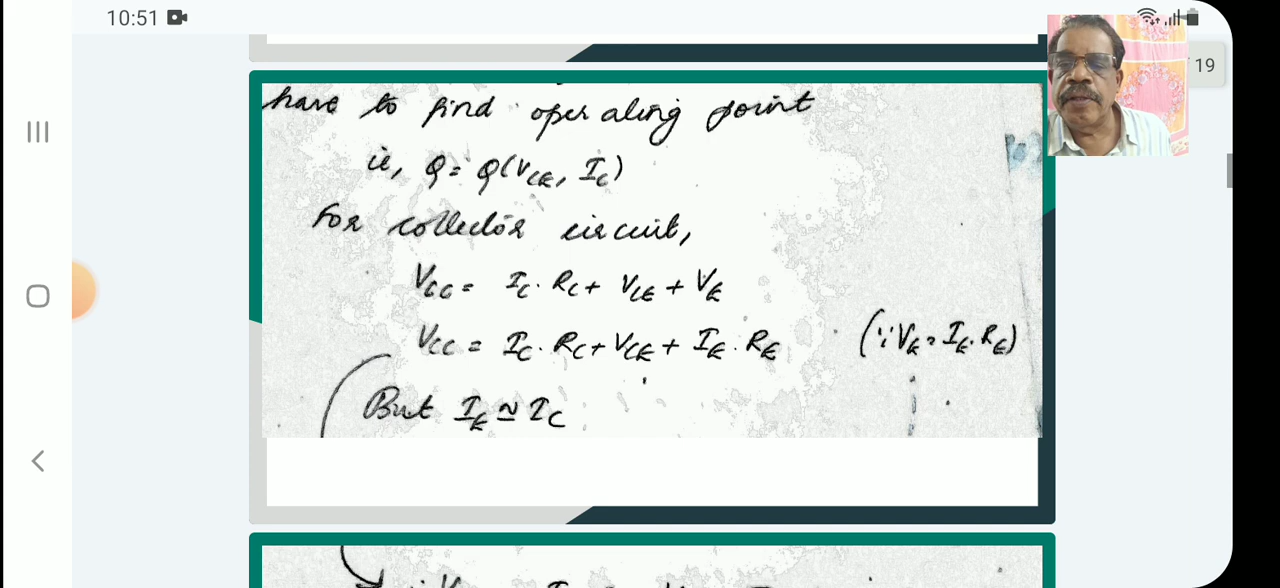 10:51
19
have to find operating point
ie, Q = Q(VCE, IC)
For collector circuit,
VCC = IC . RC + VCE + VE
VCC = IC . RC + VCE + IE . RE (∵ VE = IE . RE)
But IE ≃ IC